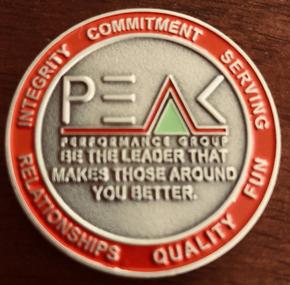 INTEGRITY COMMITMENT SERVING
PEAK
PERFORMANCE GROUP
BE THE LEADER THAT
MAKES THOSE AROUND
YOU BETTER.
RELATIONSHIPS QUALITY FUN